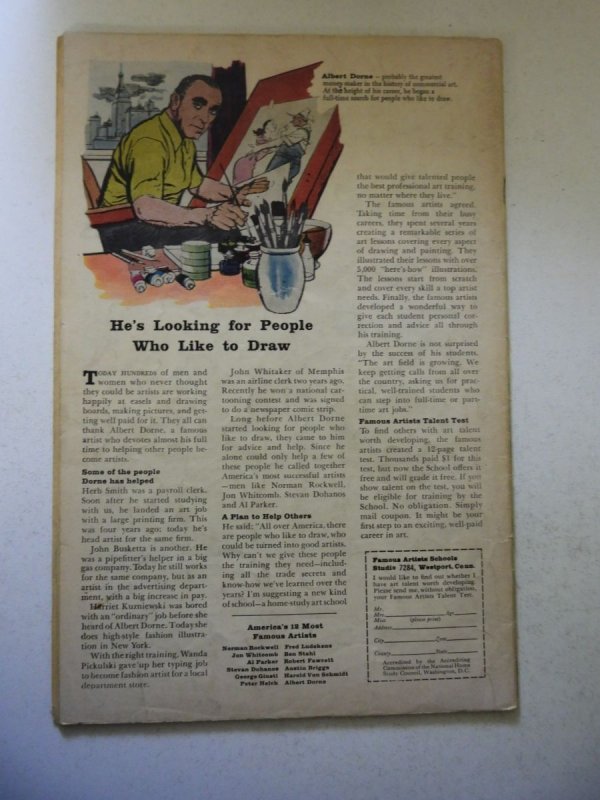 Albert Dorne — probably the greatest
money-maker in the history of commercial art.
At the height of his career, he began a
full-time search for people who like to draw.
He's Looking for People
Who Like to Draw
TODAY HUNDREDS of men and
women who never thought
they could be artists are working
happily at easels and drawing
boards, making pictures, and get-
ting well paid for it. They all can
thank Albert Dorne, a famous
artist who devotes almost his full
time to helping other people be-
come artists.
Some of the people
Dorne has helped
Herb Smith was a payroll clerk.
Soon after he started studying
with us, he landed an art job
with a large printing firm. This
was four years ago; today he's
head artist for the same firm.
John Busketta is another. He
was a pipefitter's helper in a big
gas company. Today he still works
for the same company, but as an
artist in the advertising depart-
ment, with a big increase in pay.
Harriet Kuzniewski was bored
with an "ordinary" job before she
heard of Albert Dorne. Today she
does high-style fashion illustra-
tion in New York.
With the right training, Wanda
Pickulski gave up her typing job
to become fashion artist for a local
department store.
John Whitaker of Memphis
was an airline clerk two years ago.
Recently he won a national car-
tooning contest and was signed
to do a newspaper comic strip.
Long before Albert Dorne
started looking for people who
like to draw, they came to him
for advice and help. Since he
alone could only help a few of
these people he called together
America's most successful artists
—men like Norman Rockwell,
Jon Whitcomb, Stevan Dohanos
and Al Parker.
A Plan to Help Others
He said: "All over America, there
are people who like to draw, who
could be turned into good artists.
Why can't we give these people
the training they need—includ-
ing all the trade secrets and
know-how we've learned over the
years? I'm suggesting a new kind
of school—a home-study art school
America's 12 Most
Famous Artists
Norman Rockwell Fred Ludekens
Jon Whitcomb Ben Stahl
Al Parker Robert Fawcett
Stevan Dohanos Austin Briggs
George Giusti Harold Von Schmidt
Peter Helck Albert Dorne
that would give talented people
the best professional art training,
no matter where they live."
The famous artists agreed.
Taking time from their busy
careers, they spent several years
creating a remarkable series of
art lessons covering every aspect
of drawing and painting. They
illustrated their lessons with over
5,000 "here's-how" illustrations.
The lessons start from scratch
and cover every skill a top artist
needs. Finally, the famous artists
developed a wonderful way to
give each student personal cor-
rection and advice all through
his training.
Albert Dorne is not surprised
by the success of his students.
"The art field is growing. We
keep getting calls from all over
the country, asking us for prac-
tical, well-trained students who
can step into full-time or part-
time art jobs."
Famous Artists Talent Test
To find others with art talent
worth developing, the famous
artists created a 12-page talent
test. Thousands paid $1 for this
test, but now the School offers it
free and will grade it free. If you
show talent on the test, you will
be eligible for training by the
School. No obligation. Simply
mail coupon. It might be your
first step to an exciting, well-paid
career in art.
Famous Artists Schools
Studio 7284, Westport, Conn.
I would like to find out whether I
have art talent worth developing.
Please send me, without obligation,
your Famous Artists Talent Test.
Mr.
Mrs. Age
Miss (please print)
Address
City Zone
County State
Accredited by the Accrediting
Commission of the National Home
Study Council, Washington, D.C.